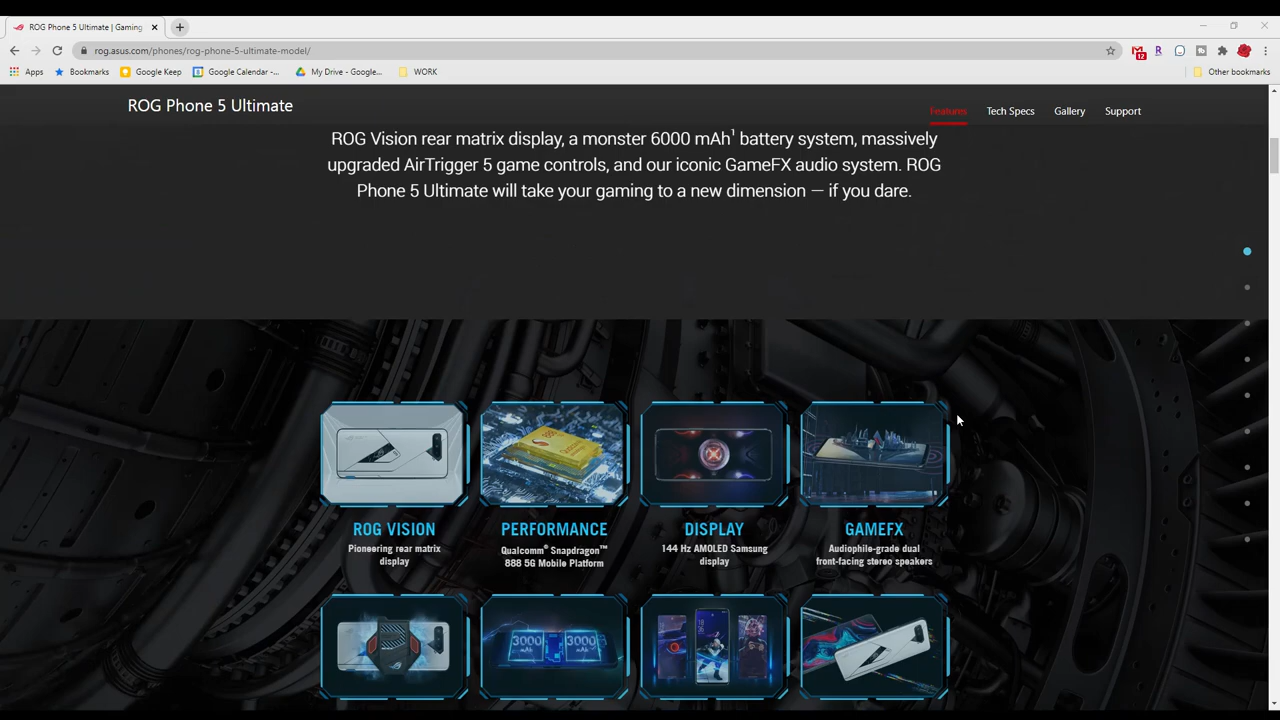 ROG Phone 5 Ultimate | Gaming
rog.asus.com/phones/rog-phone-5-ultimate-model/
12
R
Apps
Bookmarks
Google Keep
Google Calendar -...
My Drive - Google...
WORK
Other bookmarks
ROG Phone 5 Ultimate
Features
Tech Specs
Gallery
Support
ROG Vision rear matrix display, a monster 6000 mAh¹ battery system, massively
upgraded AirTrigger 5 game controls, and our iconic GameFX audio system. ROG
Phone 5 Ultimate will take your gaming to a new dimension — if you dare.
ROG VISION
Pioneering rear matrix
display
PERFORMANCE
Qualcomm® Snapdragon™
888 5G Mobile Platform
DISPLAY
144 Hz AMOLED Samsung
display
GAMEFX
Audiophile-grade dual
front-facing stereo speakers
3000
mAh
3000
mAh